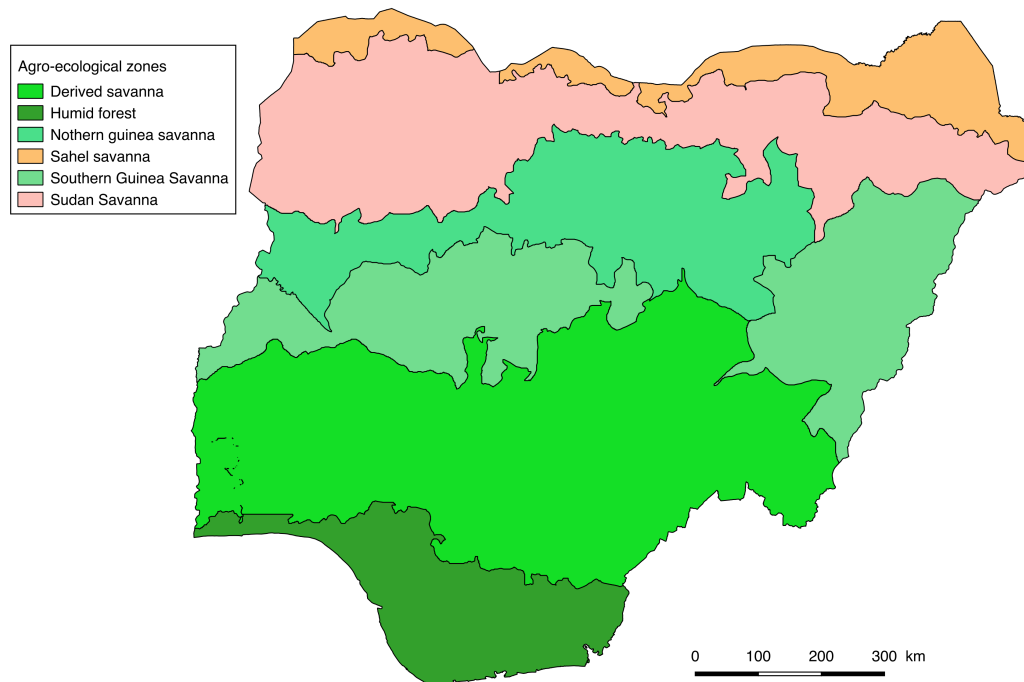 Agro-ecological zones
Derived savanna
Humid forest
Nothern guinea savanna
Sahel savanna
Southern Guinea Savanna
Sudan Savanna
0 100 200 300 km